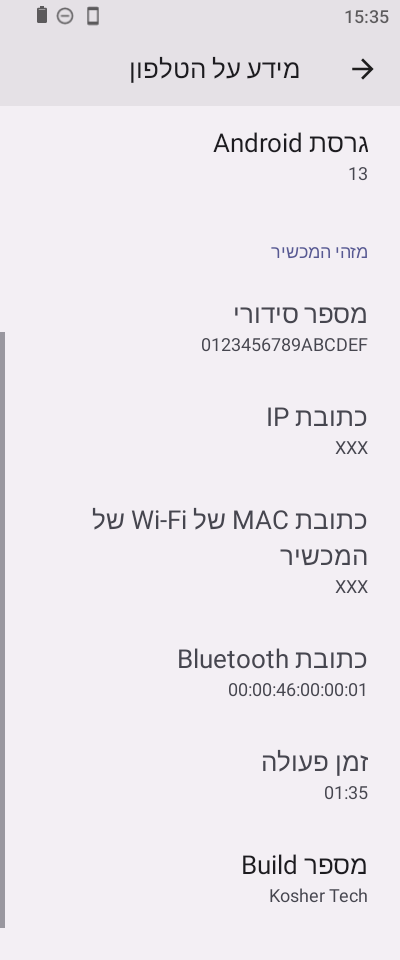 15:35
מידע על הטלפון
גרסת Android
13
מזהי המכשיר
מספר סידורי
0123456789ABCDEF
כתובת IP
XXX
כתובת MAC של Wi-Fi של
המכשיר
XXX
כתובת Bluetooth
00:00:46:00:00:01
זמן פעולה
01:35
מספר Build
Kosher Tech